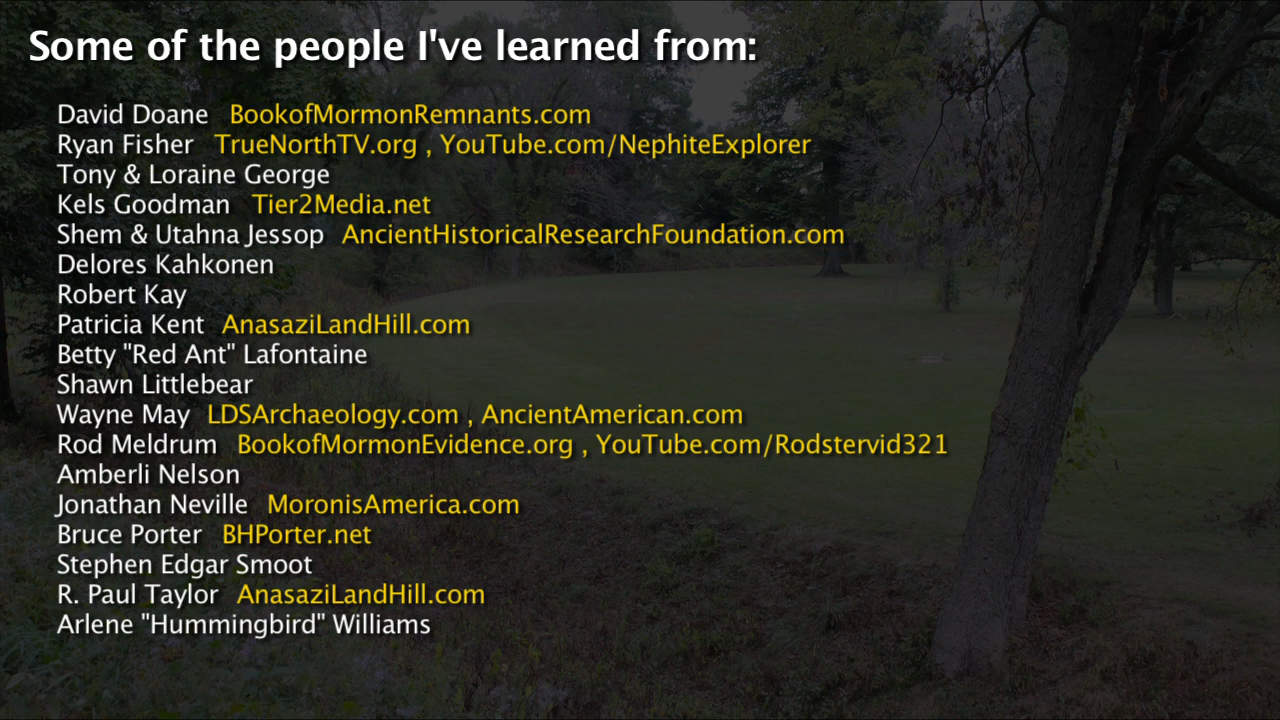 Some of the people I've learned from:
David Doane BookofMormonRemnants.com
Ryan Fisher TrueNorthTV.org , YouTube.com/NephiteExplorer
Tony & Loraine George
Kels Goodman Tier2Media.net
Shem & Utahna Jessop AncientHistoricalResearchFoundation.com
Delores Kahkonen
Robert Kay
Patricia Kent AnasaziLandHill.com
Betty "Red Ant" Lafontaine
Shawn Littlebear
Wayne May LDSArchaeology.com , AncientAmerican.com
Rod Meldrum BookofMormonEvidence.org , YouTube.com/Rodstervid321
Amberli Nelson
Jonathan Neville MoronisAmerica.com
Bruce Porter BHPorter.net
Stephen Edgar Smoot
R. Paul Taylor AnasaziLandHill.com
Arlene "Hummingbird" Williams